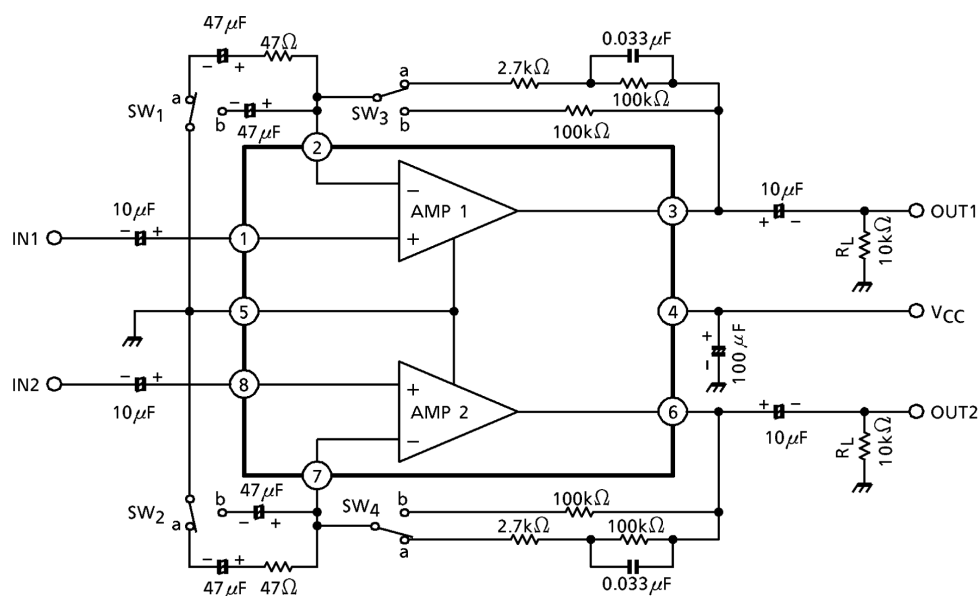 47μF
47Ω
0.033μF
a
2.7kΩ
100kΩ
SW1
a
b
− +
− +
47μF
SW3
b
100kΩ
2
−
AMP 1
+
3
10μF
+ −
OUT1
RL
10kΩ
10μF
IN1
− +
1
5
4
VCC
+
−
100μF
IN2
− +
10μF
8
+
AMP 2
−
6
+ −
10μF
OUT2
RL
10kΩ
7
SW2
a
b
47μF
− +
SW4
b
a
100kΩ
2.7kΩ
100kΩ
0.033μF
− +
47μF
47Ω